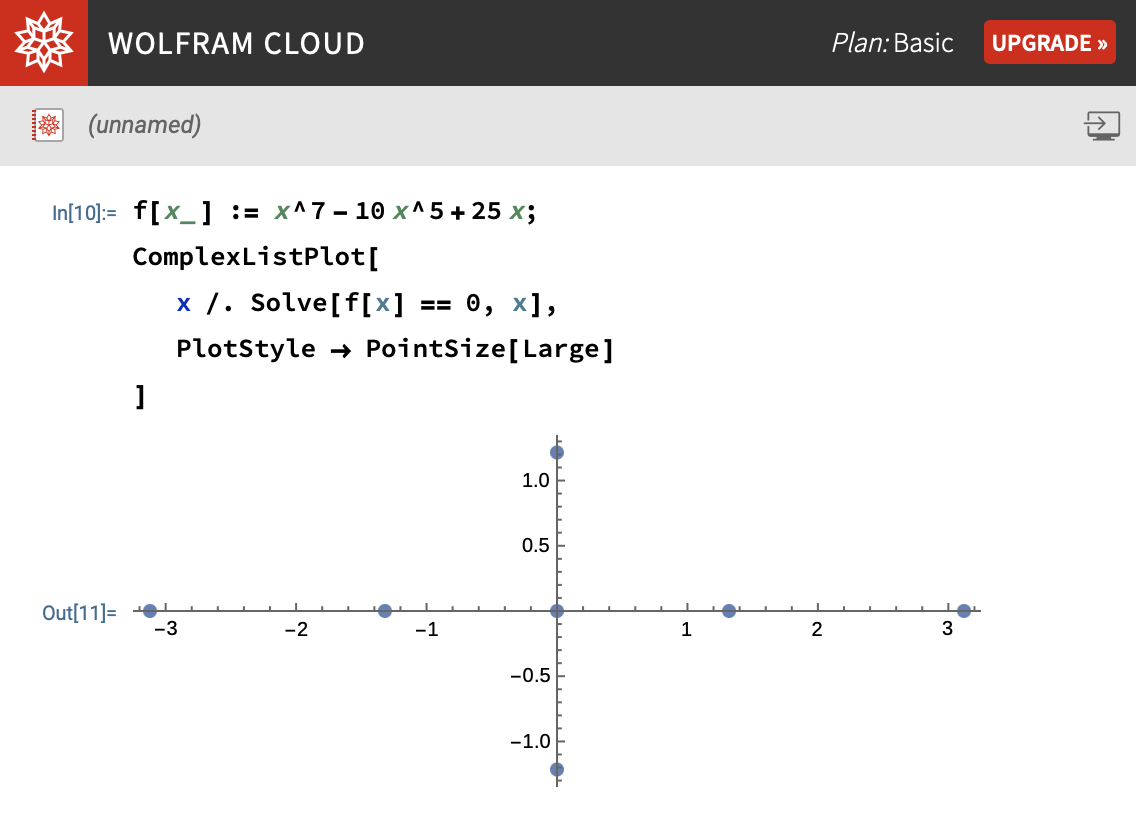 WOLFRAM CLOUD Plan: Basic UPGRADE »
(unnamed)
In[10]:= f[x_] := x^7 - 10 x^5 + 25 x;
ComplexListPlot[
x /. Solve[f[x] == 0, x],
PlotStyle → PointSize[Large]
]
1.0
0.5
Out[11]=
−3 −2 −1 1 2 3
−0.5
−1.0